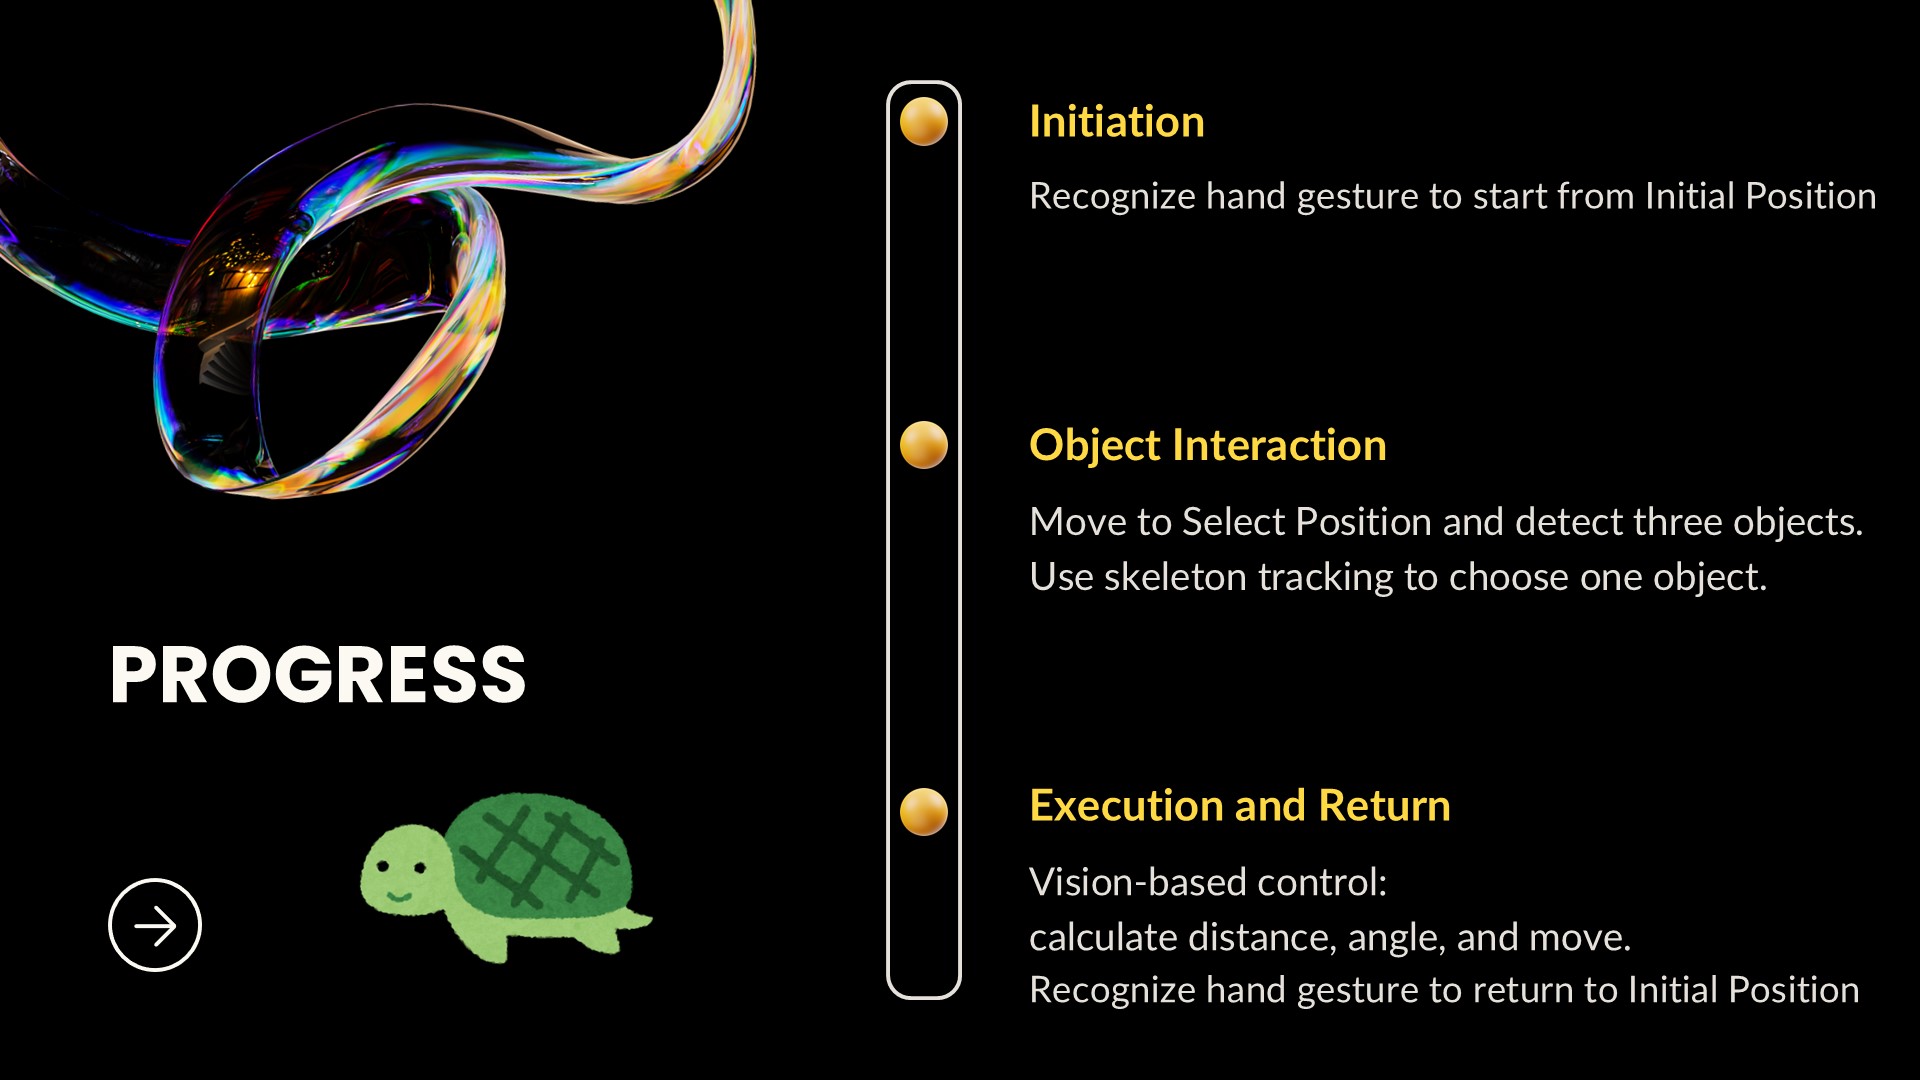 PROGRESS
Initiation
Recognize hand gesture to start from Initial Position
Object Interaction
Move to Select Position and detect three objects.
Use skeleton tracking to choose one object.
Execution and Return
Vision-based control:
calculate distance, angle, and move.
Recognize hand gesture to return to Initial Position